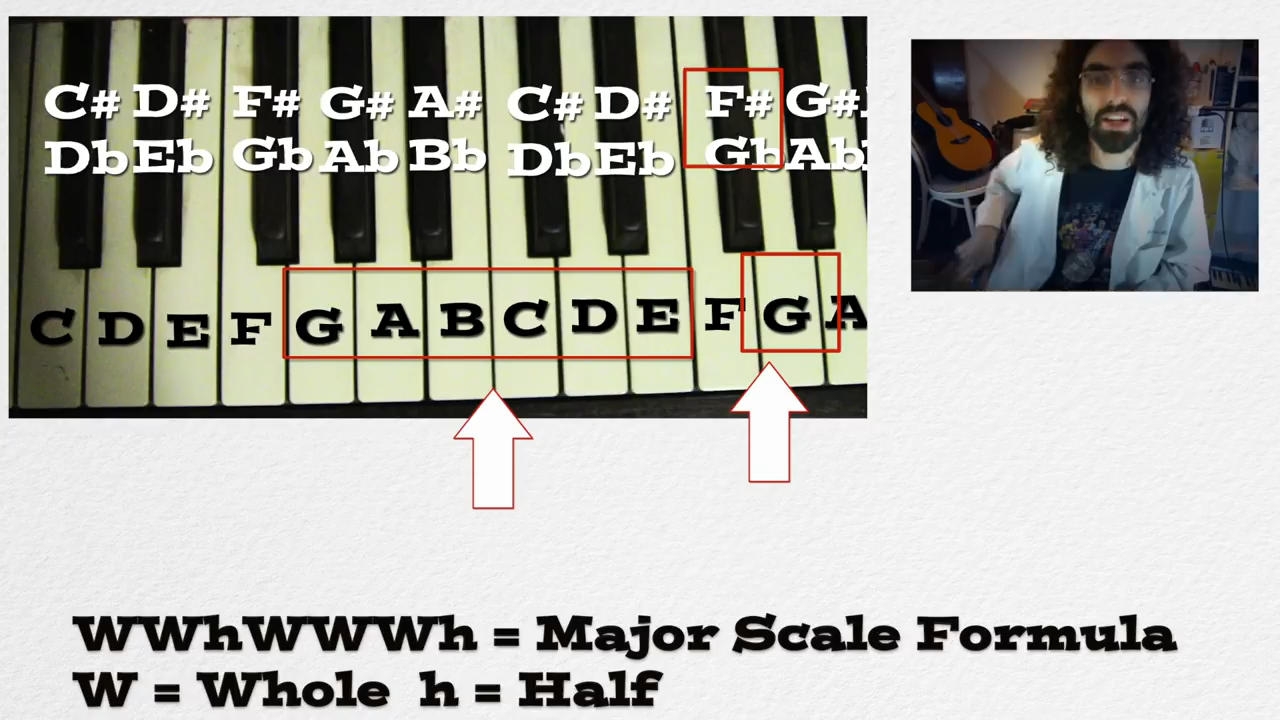 C# D# F# G# A# C# D# F# G#
Db Eb Gb Ab Bb Db Eb Gb Ab
C D E F G A B C D E F G A
WWhWWWh = Major Scale Formula
W = Whole h = Half